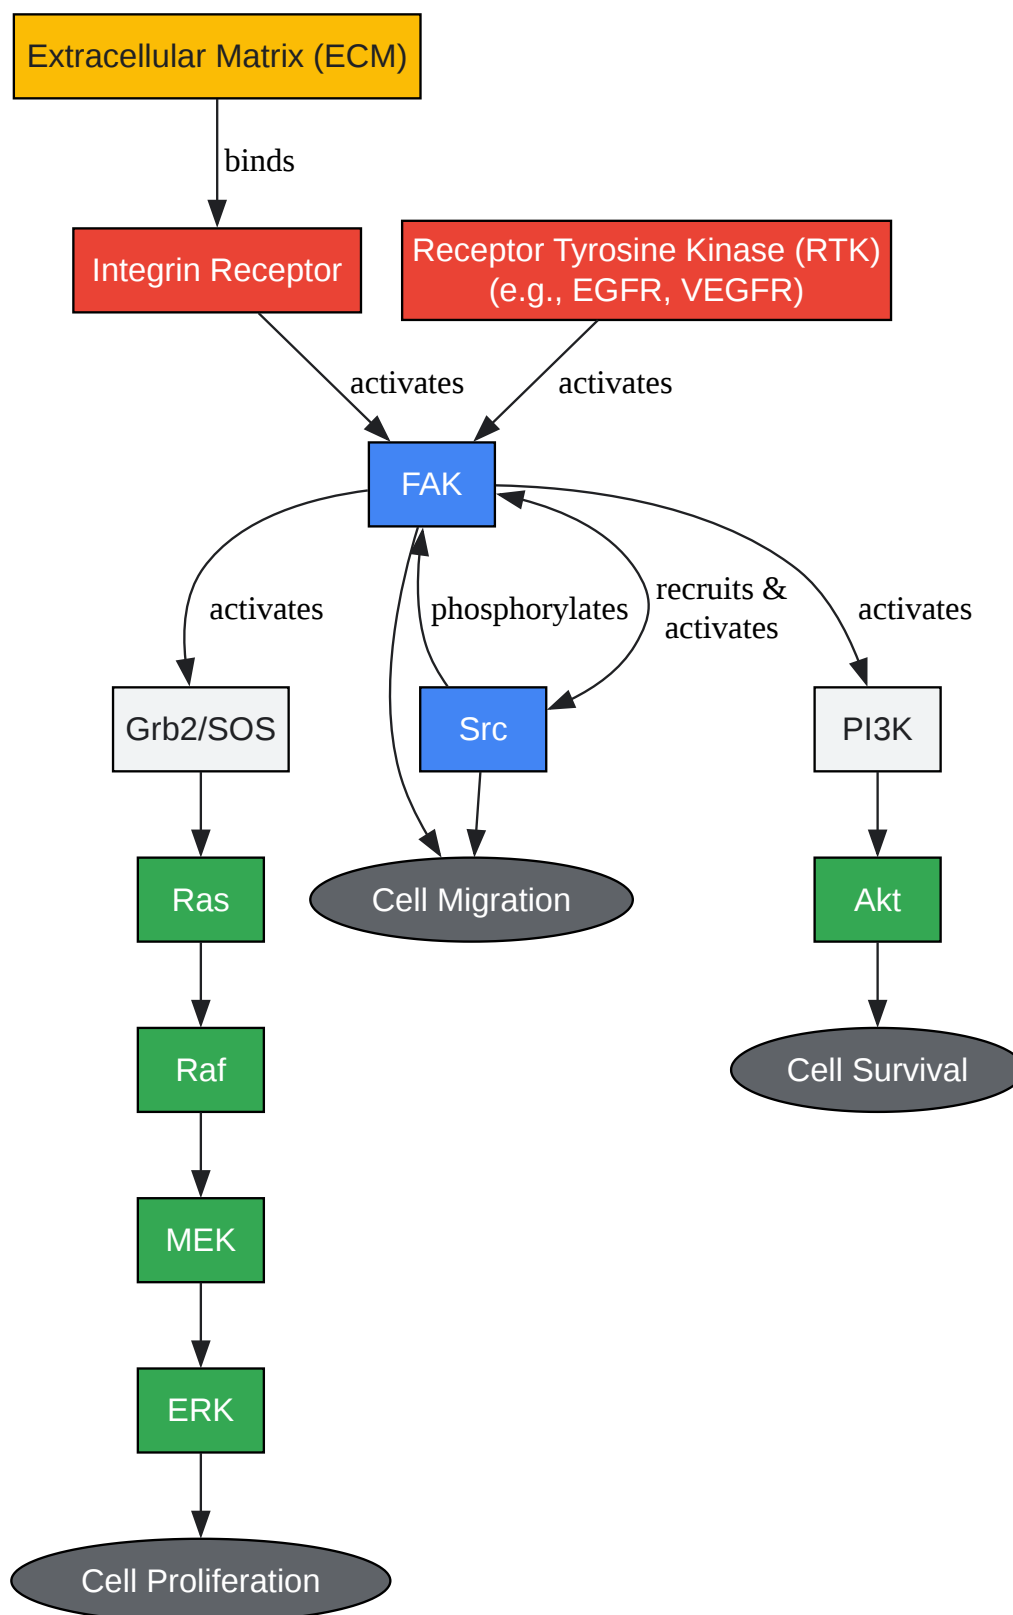 Extracellular Matrix (ECM)
binds
Integrin Receptor
Receptor Tyrosine Kinase (RTK)
(e.g., EGFR, VEGFR)
activates
activates
FAK
activates
phosphorylates
recruits &
activates
activates
Grb2/SOS
Src
PI3K
Ras
Cell Migration
Akt
Raf
Cell Survival
MEK
ERK
Cell Proliferation